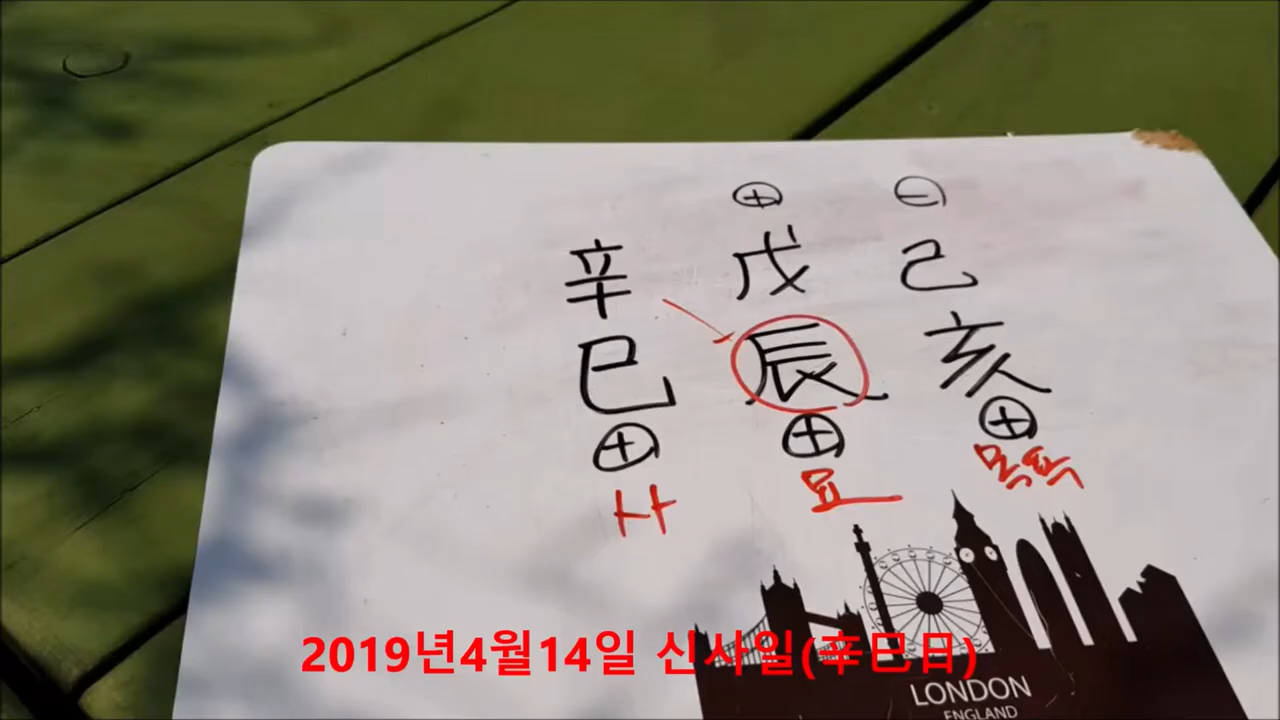 ⊕ ⊖
辛 戊 己
巳 辰 亥
⊕ ⊕ ⊕
사 묘 목욕
2019년4월14일 신사일(辛巳日)
LONDON
ENGLAND